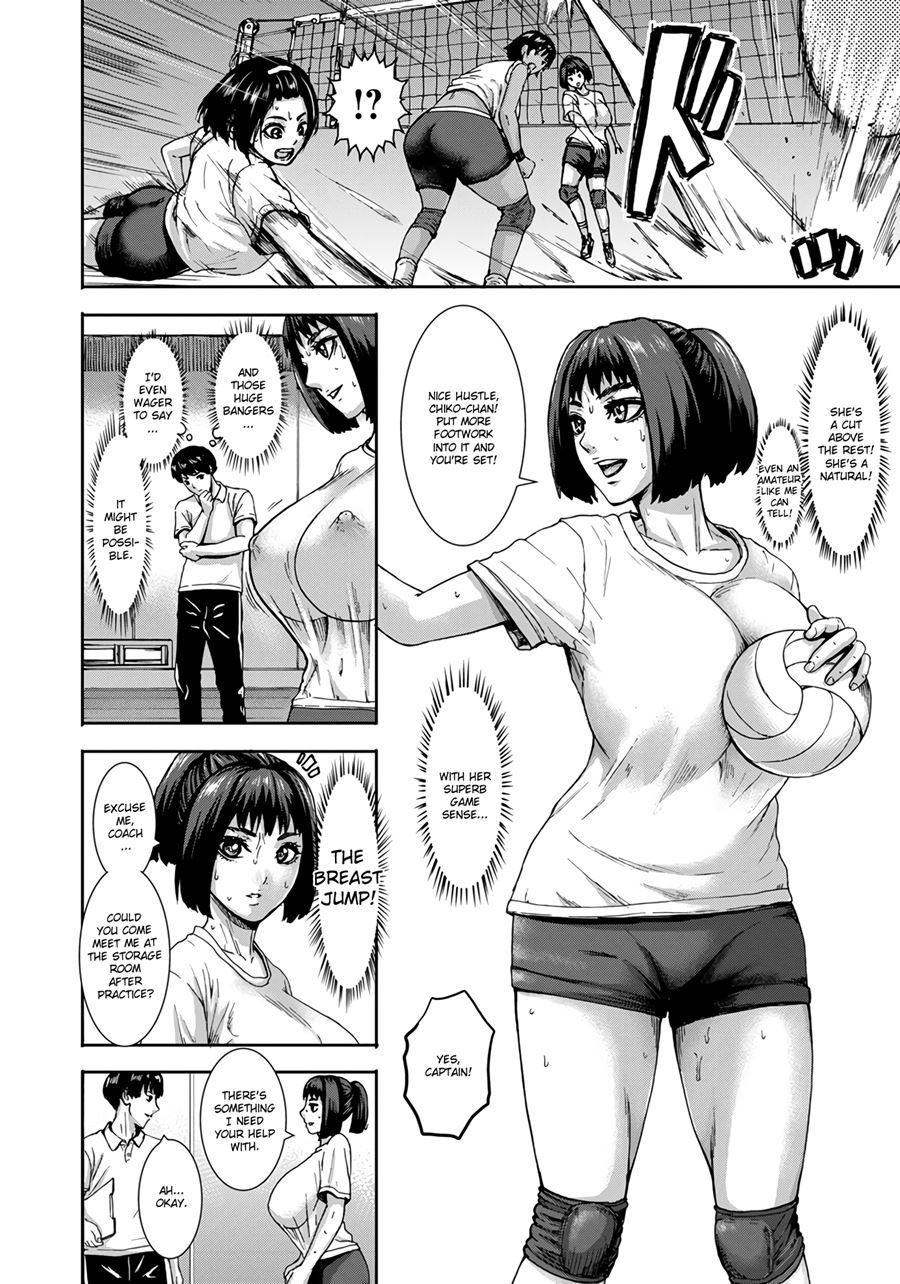 !?
ド
SHE'S
A CUT
ABOVE
THE REST!
SHE'S A
NATURAL!
EVEN AN
AMATEUR
LIKE ME
CAN
TELL!
NICE HUSTLE,
CHIKO-CHAN!
PUT MORE
FOOTWORK
INTO IT AND
YOU'RE SET!
WITH HER
SUPERB
GAME
SENSE...
YES,
CAPTAIN!
AND
THOSE
HUGE
BANGERS
...
I'D
EVEN
WAGER
TO SAY
...
IT
MIGHT
BE
POSSI-
BLE.
THE
BREAST
JUMP!
EXCUSE
ME,
COACH
...
COULD
YOU COME
MEET ME AT
THE STORAGE
ROOM
AFTER
PRACTICE?
THERE'S
SOMETHING
I NEED
YOUR HELP
WITH.
AH...
OKAY.